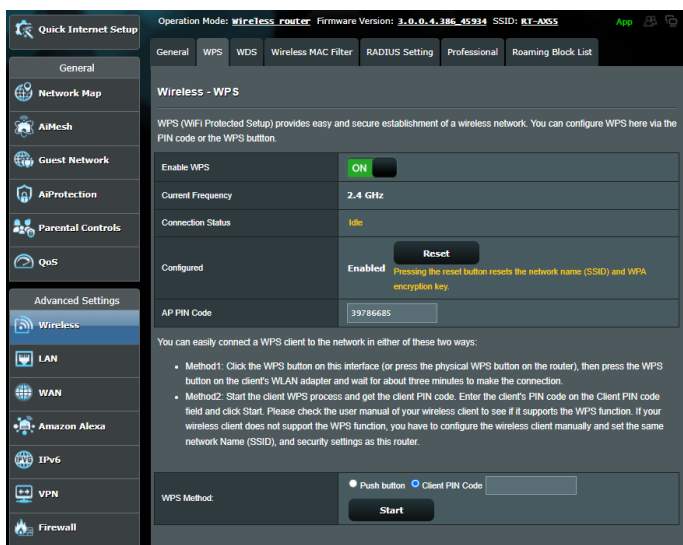 Quick Internet Setup
General
Network Map
AiMesh
Guest Network
AiProtection
Parental Controls
QoS
Advanced Settings
Wireless
LAN
WAN
Amazon Alexa
IPv6
VPN
Firewall
Operation Mode: Wireless router Firmware Version: 3.0.0.4.386_45934 SSID: RT-AX55 App
General WPS WDS Wireless MAC Filter RADIUS Setting Professional Roaming Block List
Wireless - WPS
WPS (WiFi Protected Setup) provides easy and secure establishment of a wireless network. You can configure WPS here via the
PIN code or the WPS buttton.
Enable WPS ON
Current Frequency 2.4 GHz
Connection Status Idle
Configured Enabled Reset
Pressing the reset button resets the network name (SSID) and WPA
encryption key.
AP PIN Code 39786685
You can easily connect a WPS client to the network in either of these two ways:
• Method1: Click the WPS button on this interface (or press the physical WPS button on the router), then press the WPS
button on the client's WLAN adapter and wait for about three minutes to make the connection.
• Method2: Start the client WPS process and get the client PIN code. Enter the client's PIN code on the Client PIN code
field and click Start. Please check the user manual of your wireless client to see if it supports the WPS function. If your
wireless client does not support the WPS function, you have to configure the wireless client manually and set the same
network Name (SSID), and security settings as this router.
WPS Method: Push button Client PIN Code
Start